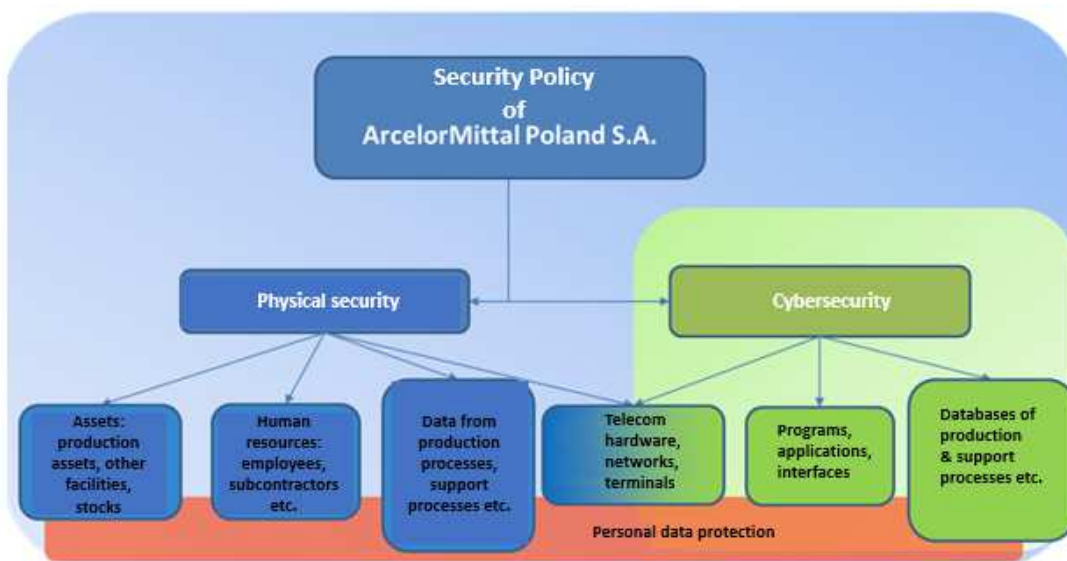 Security Policy
of
ArcelorMittal Poland S.A.
Physical security
Cybersecurity
Assets:
production
assets, other
facilities,
stocks
Human
resources:
employees,
subcontractors
etc.
Data from
production
processes,
support
processes etc.
Telecom
hardware,
networks,
terminals
Programs,
applications,
interfaces
Databases of
production
& support
processes etc.
Personal data protection